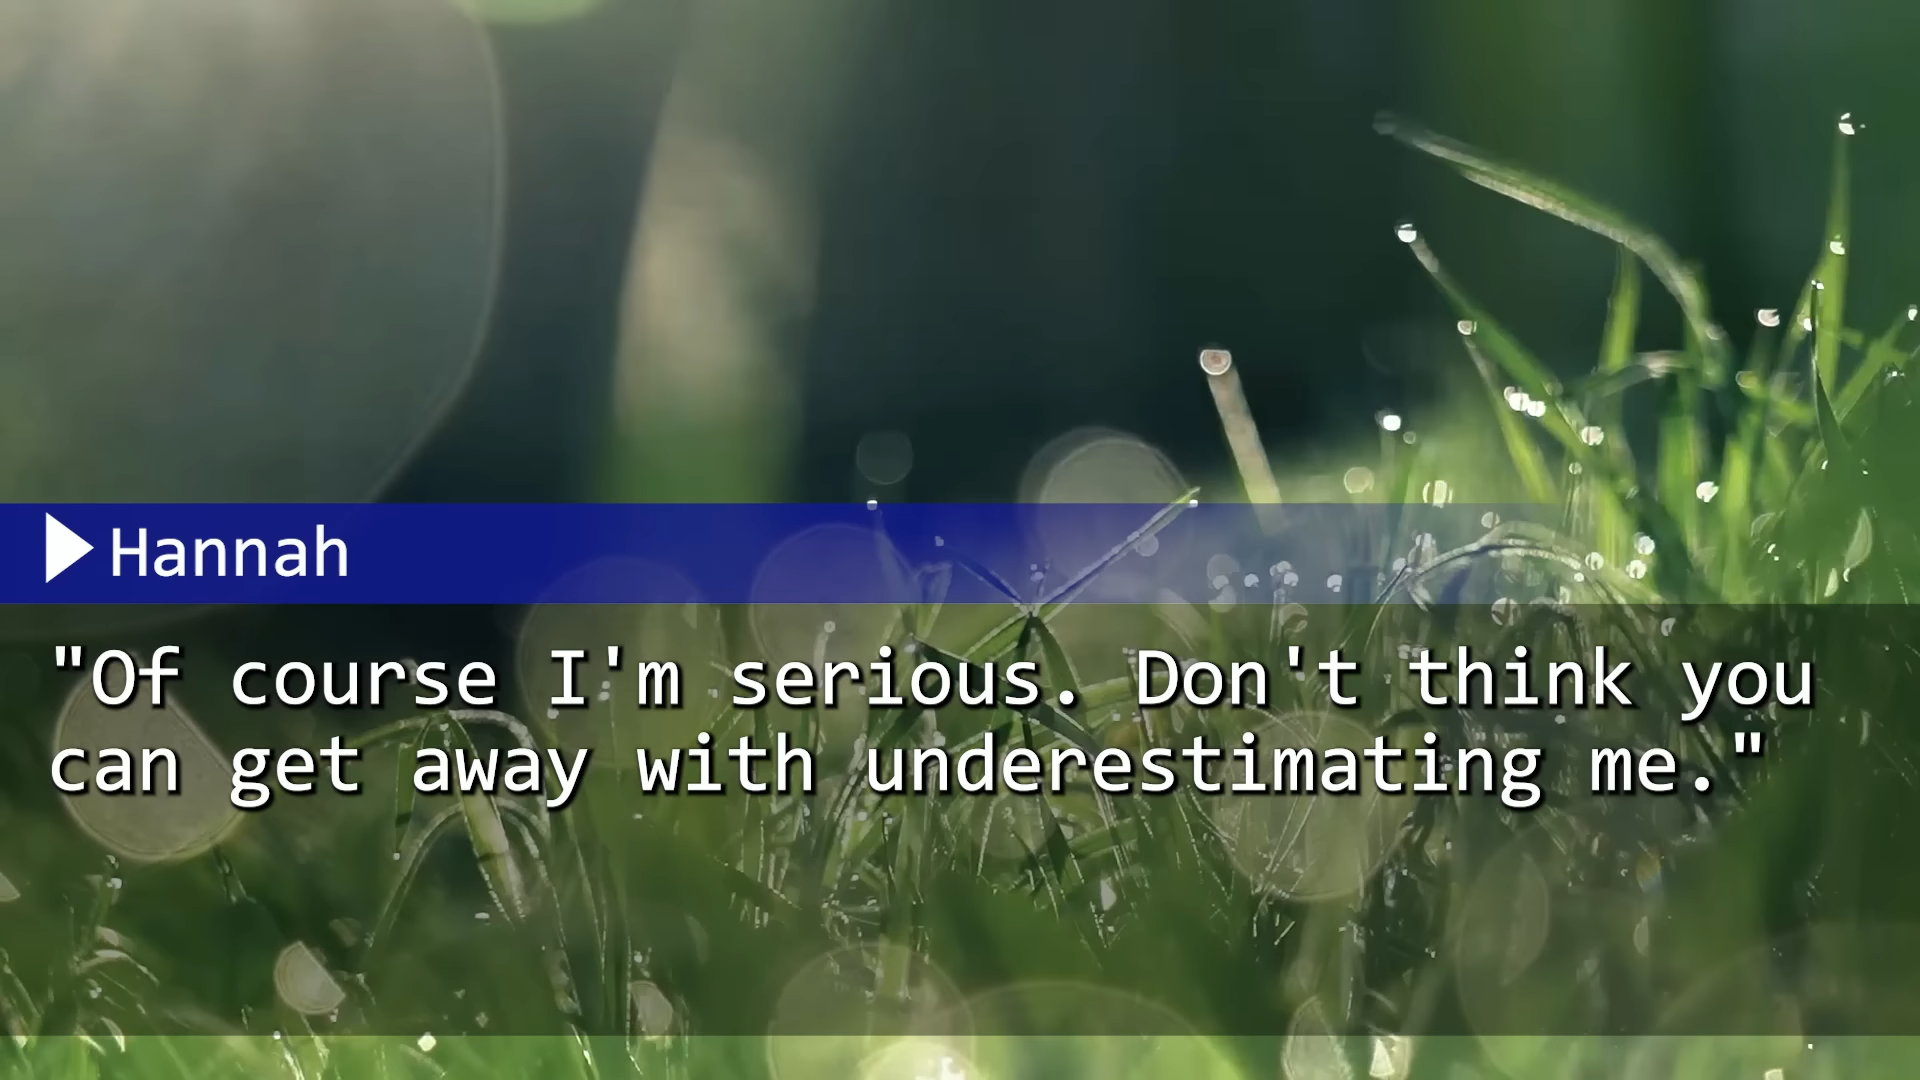 Hannah
"Of course I'm serious. Don't think you
can get away with underestimating me."